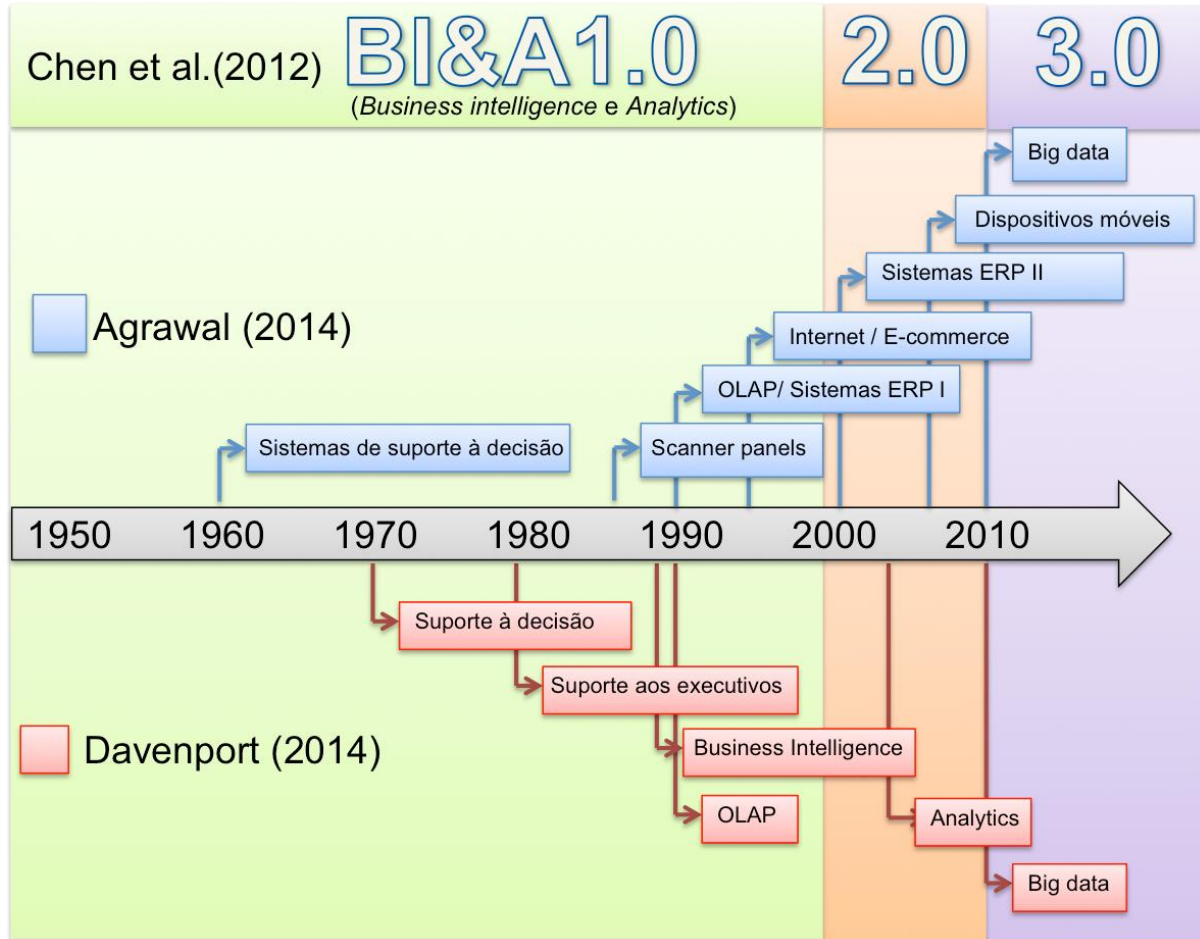 Chen et al.(2012) BI&A1.0 2.0 3.0
(Business intelligence e Analytics)
Big data
Dispositivos móveis
Sistemas ERP II
Agrawal (2014)
Internet / E-commerce
OLAP/ Sistemas ERP I
Sistemas de suporte à decisão
Scanner panels
1950 1960 1970 1980 1990 2000 2010
Suporte à decisão
Suporte aos executivos
Davenport (2014)
Business Intelligence
OLAP
Analytics
Big data